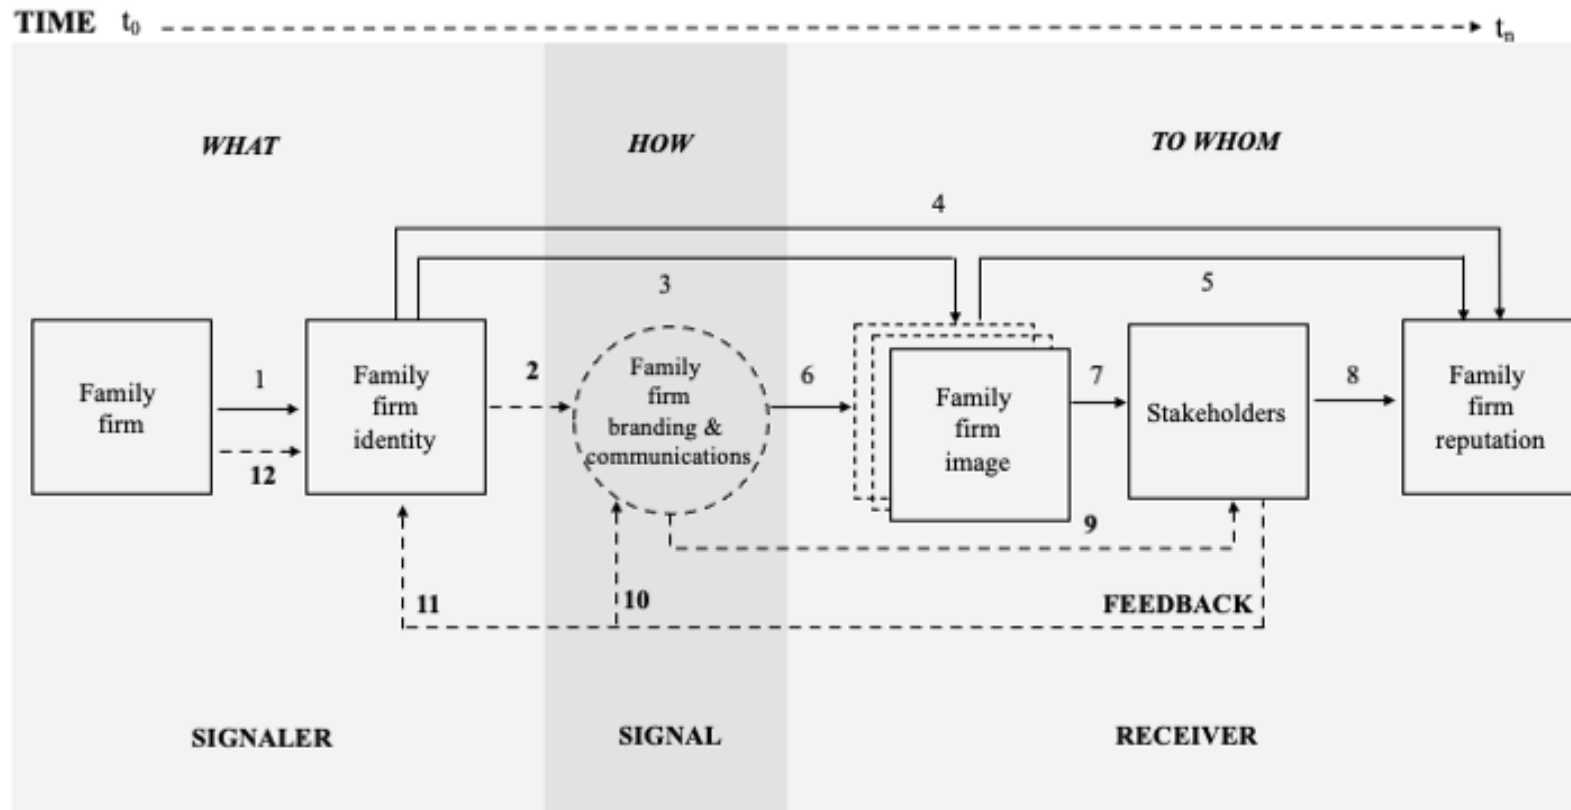 TIME t₀ tₙ
WHAT
HOW
TO WHOM
4
3
5
Family
firm
1
12
Family
firm
identity
2
Family
firm
branding &
communications
6
Family
firm
image
7
Stakeholders
8
Family
firm
reputation
9
11
10
FEEDBACK
SIGNALER
SIGNAL
RECEIVER